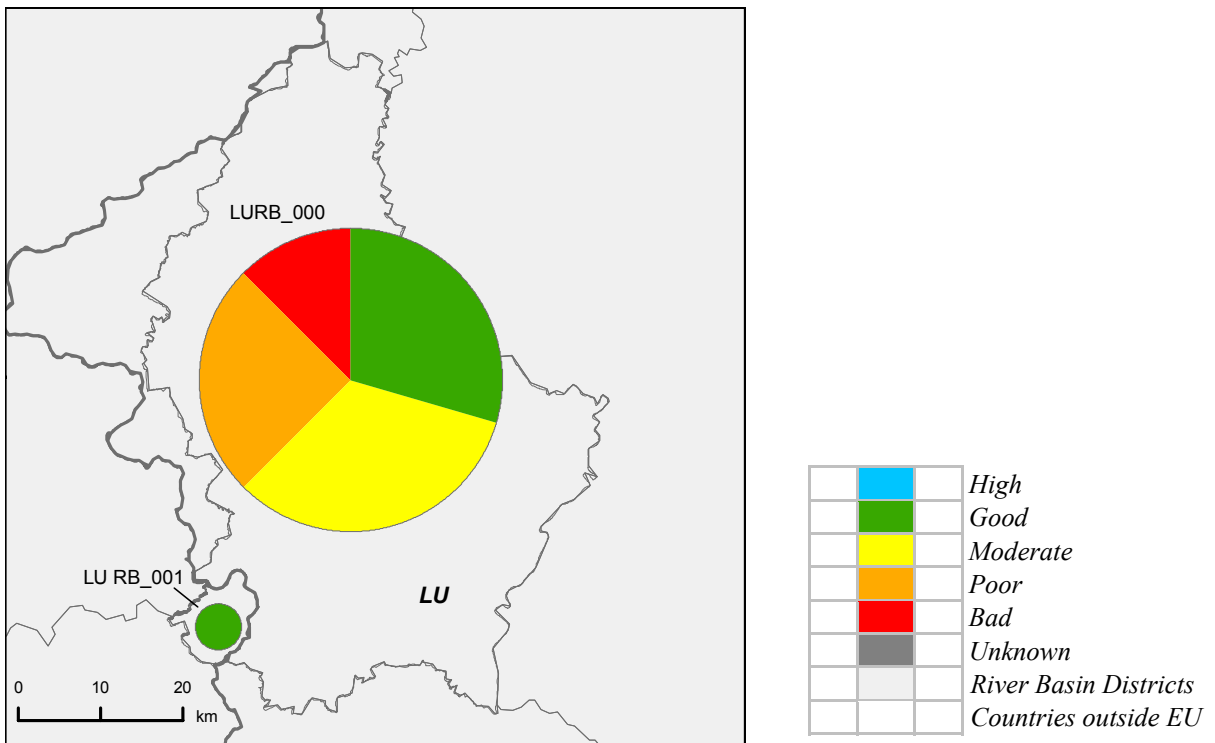 LURB_000
LU RB_001
LU
0 10 20
km
High
Good
Moderate
Poor
Bad
Unknown
River Basin Districts
Countries outside EU